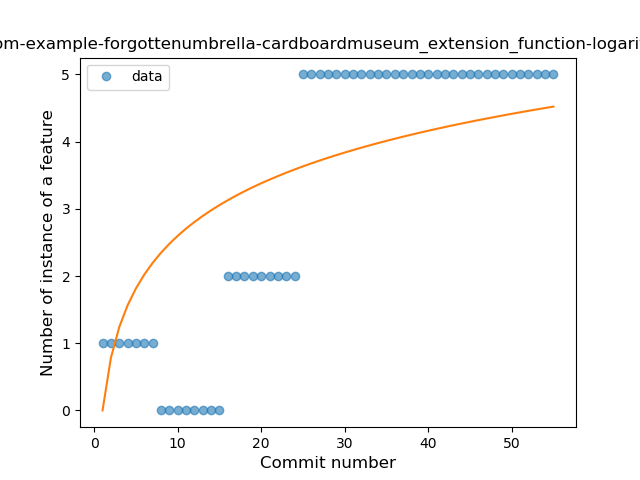 om-example-forgottenumbrella-cardboardmuseum_extension_function-logari
data
Number of instance of a feature
5
4
3
2
1
0
0 10 20 30 40 50
Commit number